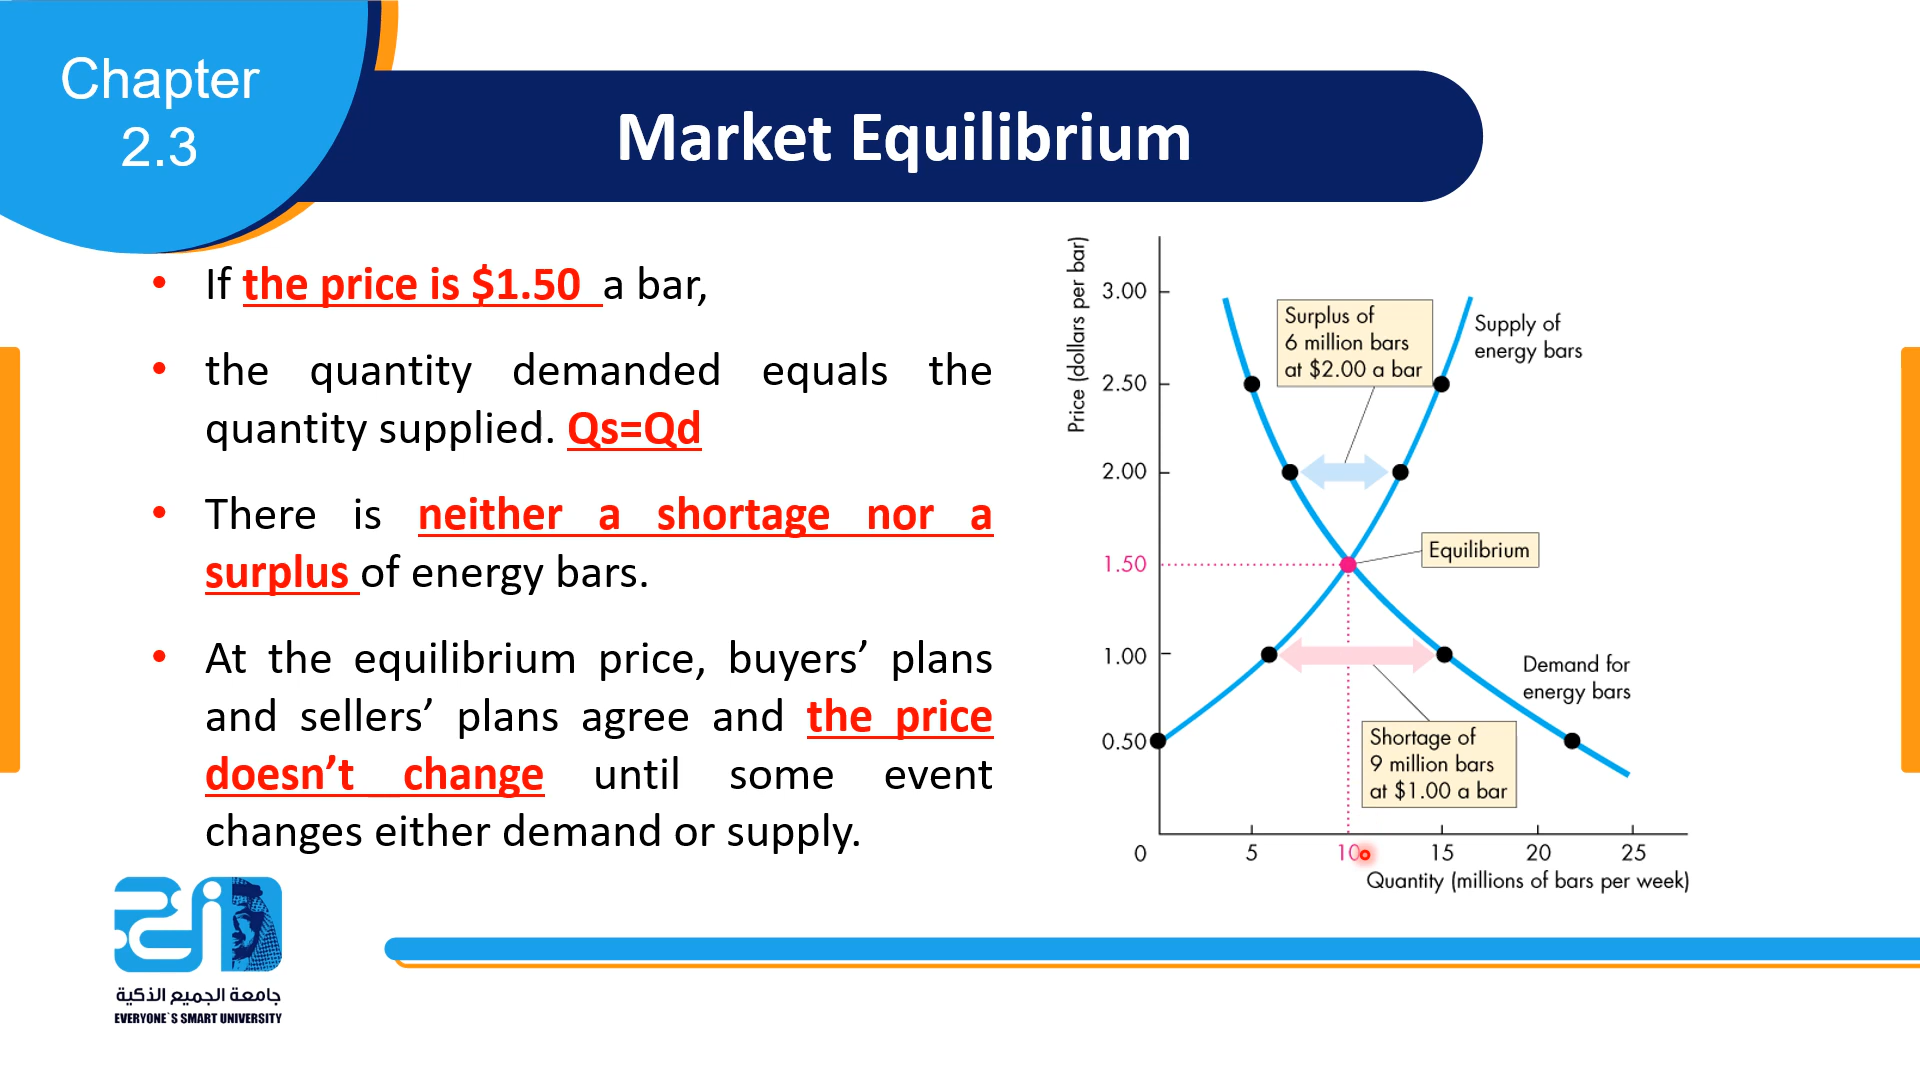 Chapter
2.3
Market Equilibrium
• If the price is $1.50 a bar,
• the quantity demanded equals the
quantity supplied. Qs=Qd
• There is neither a shortage nor a
surplus of energy bars.
• At the equilibrium price, buyers’ plans
and sellers’ plans agree and the price
doesn’t change until some event
changes either demand or supply.
Price (dollars per bar)
3.00
2.50
2.00
1.50
1.00
0.50
0
5
10
15
20
25
Quantity (millions of bars per week)
Surplus of
6 million bars
at $2.00 a bar
Supply of
energy bars
Equilibrium
Demand for
energy bars
Shortage of
9 million bars
at $1.00 a bar
جامعة الجميع الذكية
EVERYONE`S SMART UNIVERSITY